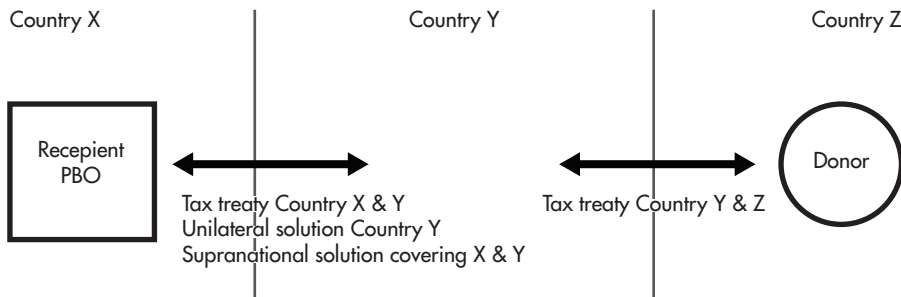 Country X
Country Y
Country Z
Recepient
PBO
Donor
Tax treaty Country X & Y
Unilateral solution Country Y
Supranational solution covering X & Y
Tax treaty Country Y & Z